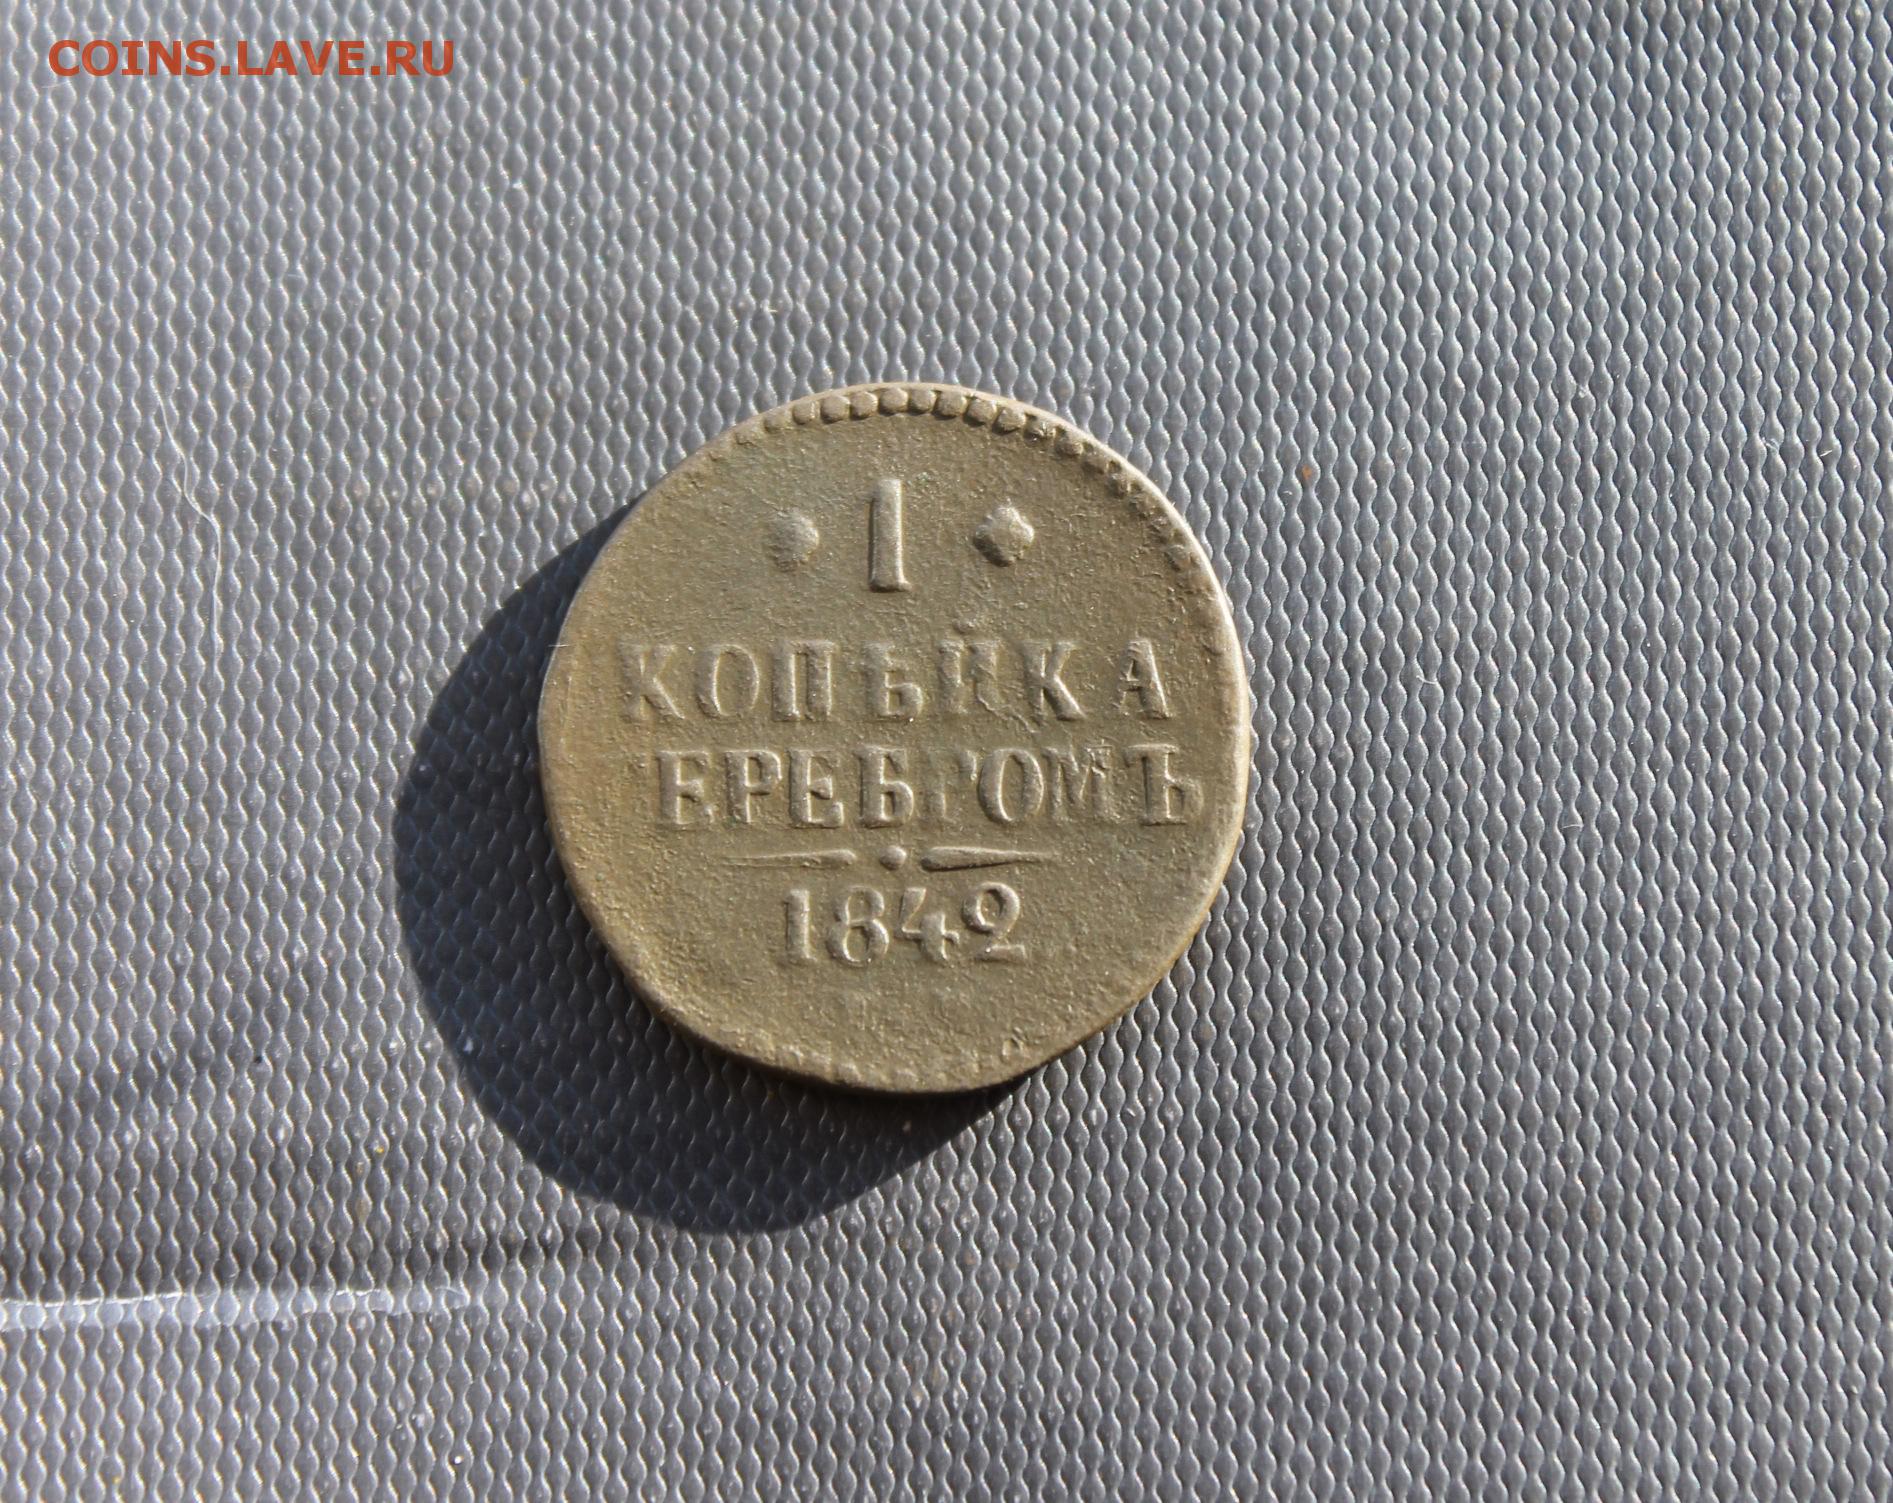 COINS.LAVE.RU
1
КОПѢЙКА
ЕРЕБРОМЪ
1842